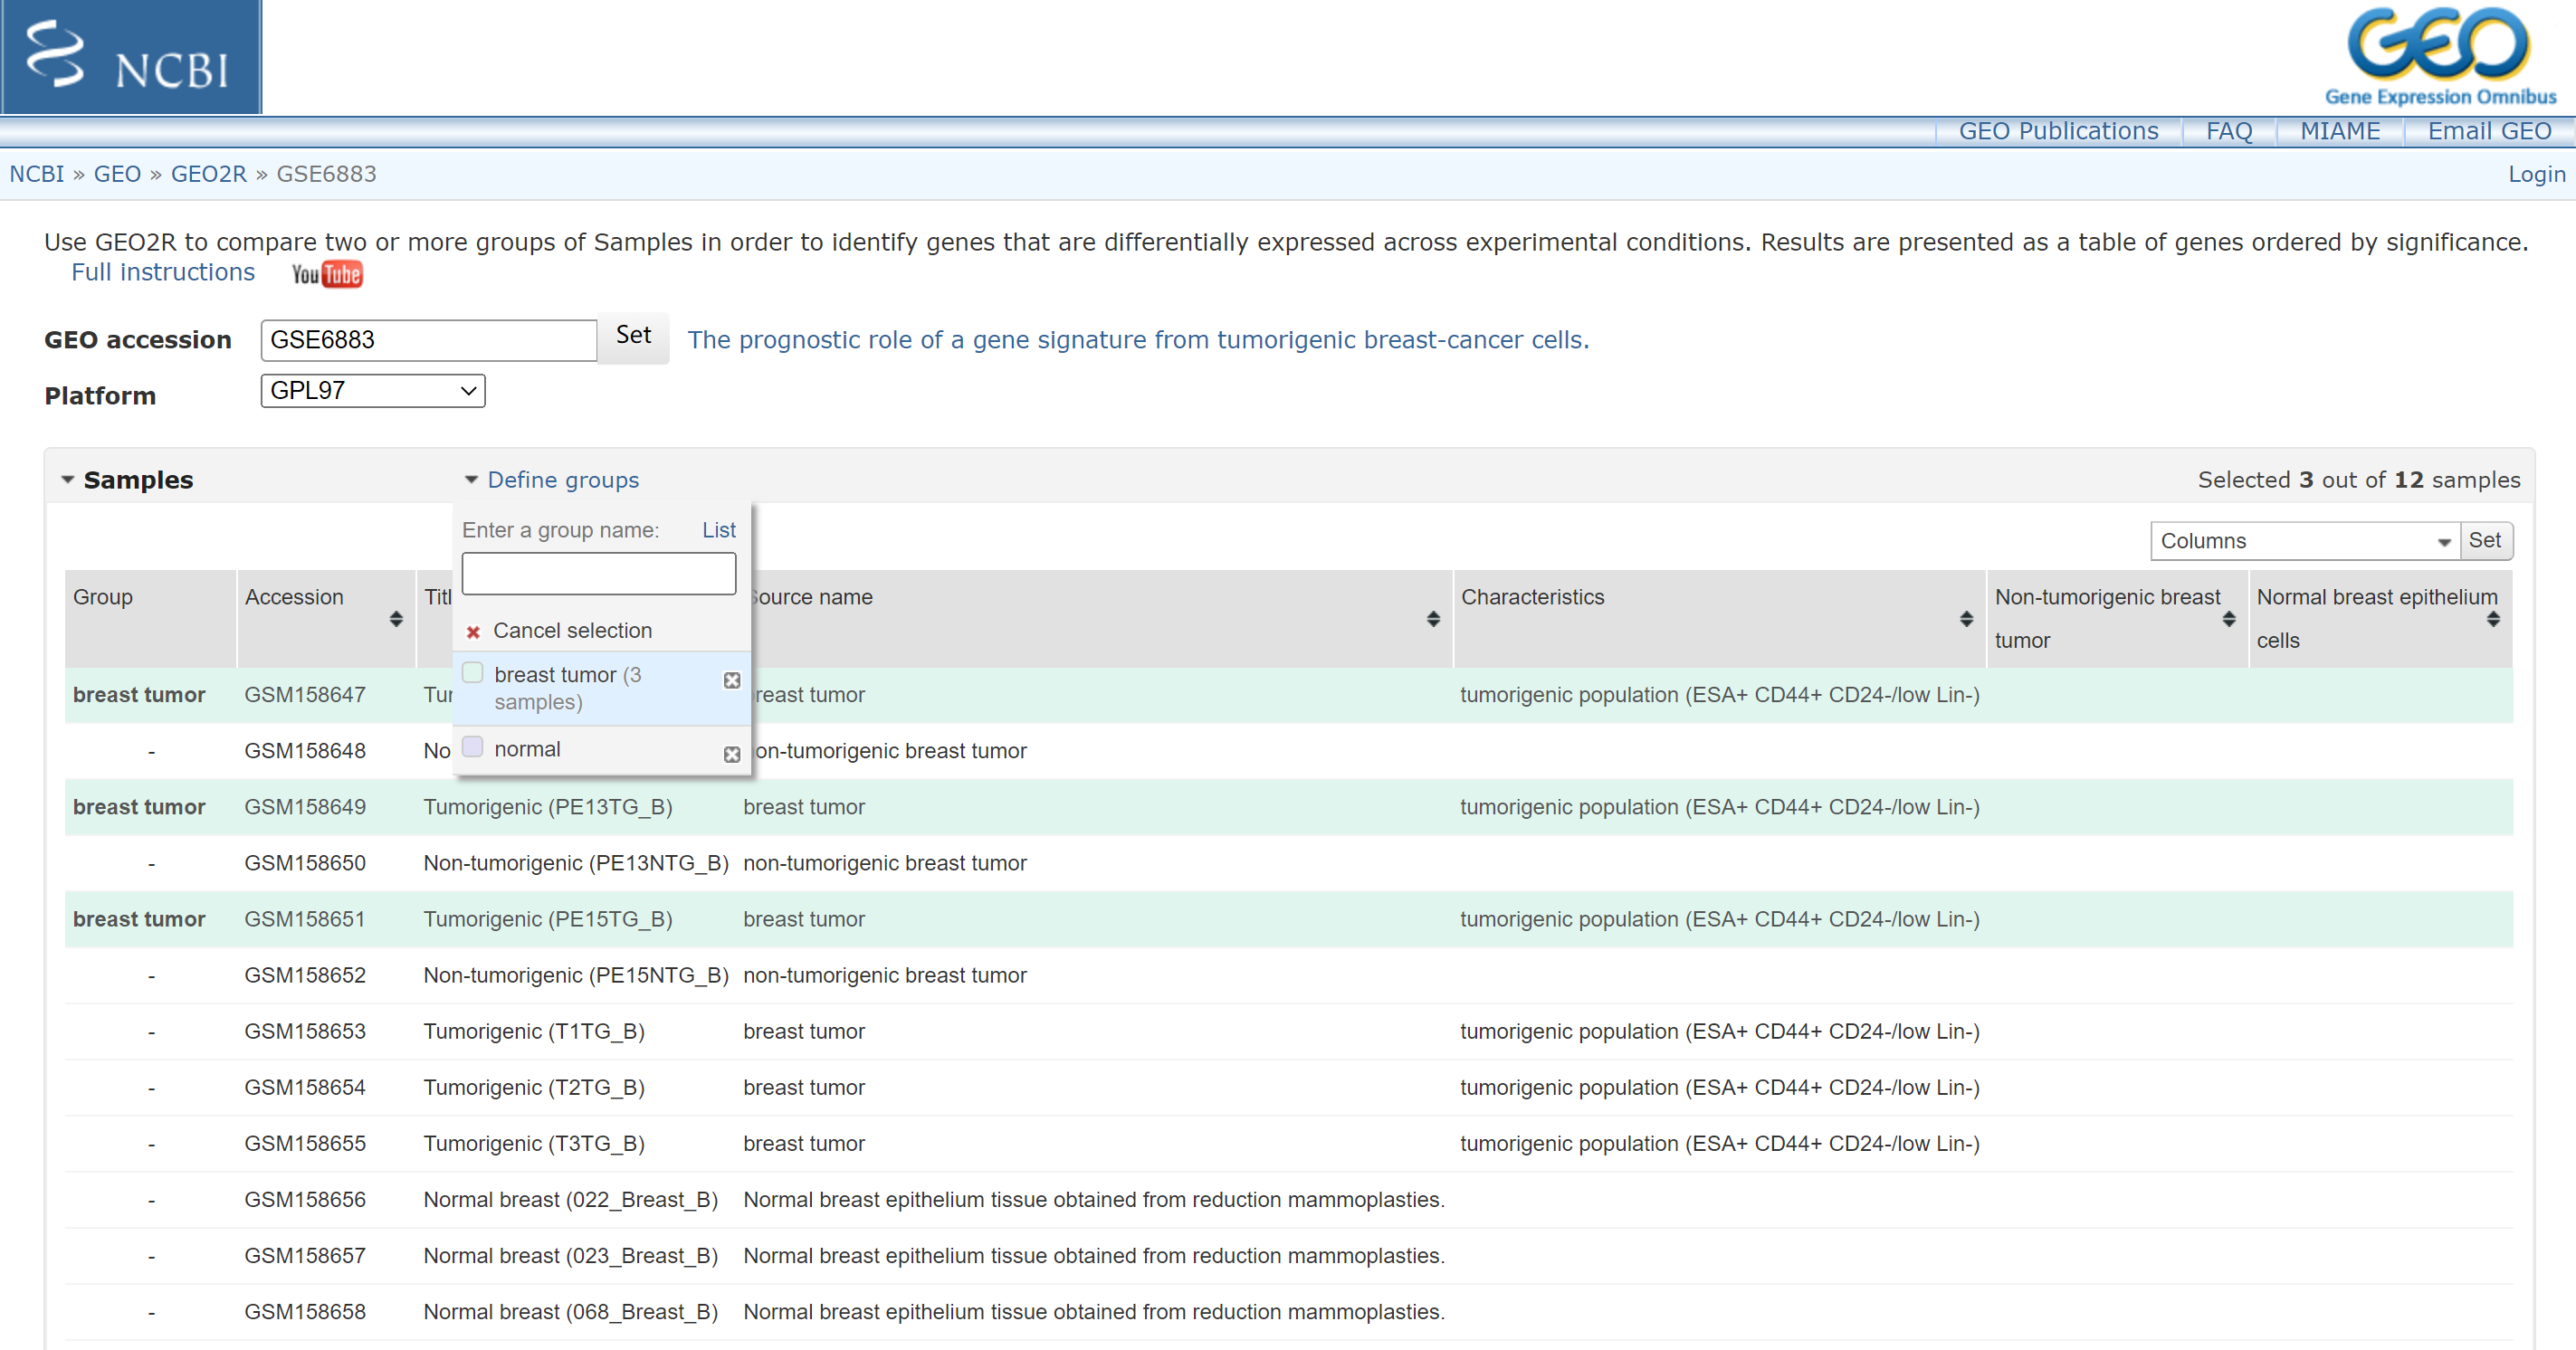 NCBI
GEO
Gene Expression Omnibus
GEO Publications FAQ MIAME Email GEO
NCBI » GEO » GEO2R » GSE6883 Login
Use GEO2R to compare two or more groups of Samples in order to identify genes that are differentially expressed across experimental conditions. Results are presented as a table of genes ordered by significance.
Full instructions YouTube
GEO accession GSE6883 Set The prognostic role of a gene signature from tumorigenic breast-cancer cells.
Platform GPL97
Samples Define groups Selected 3 out of 12 samples
Enter a group name: List
Columns Set
Group Accession Titl ource name Characteristics Non-tumorigenic breast tumor Normal breast epithelium cells
Cancel selection
breast tumor (3 samples)
normal
breast tumor GSM158647 Tu reast tumor tumorigenic population (ESA+ CD44+ CD24-/low Lin-)
- GSM158648 No on-tumorigenic breast tumor
breast tumor GSM158649 Tumorigenic (PE13TG_B) breast tumor tumorigenic population (ESA+ CD44+ CD24-/low Lin-)
- GSM158650 Non-tumorigenic (PE13NTG_B) non-tumorigenic breast tumor
breast tumor GSM158651 Tumorigenic (PE15TG_B) breast tumor tumorigenic population (ESA+ CD44+ CD24-/low Lin-)
- GSM158652 Non-tumorigenic (PE15NTG_B) non-tumorigenic breast tumor
- GSM158653 Tumorigenic (T1TG_B) breast tumor tumorigenic population (ESA+ CD44+ CD24-/low Lin-)
- GSM158654 Tumorigenic (T2TG_B) breast tumor tumorigenic population (ESA+ CD44+ CD24-/low Lin-)
- GSM158655 Tumorigenic (T3TG_B) breast tumor tumorigenic population (ESA+ CD44+ CD24-/low Lin-)
- GSM158656 Normal breast (022_Breast_B) Normal breast epithelium tissue obtained from reduction mammoplasties.
- GSM158657 Normal breast (023_Breast_B) Normal breast epithelium tissue obtained from reduction mammoplasties.
- GSM158658 Normal breast (068_Breast_B) Normal breast epithelium tissue obtained from reduction mammoplasties.